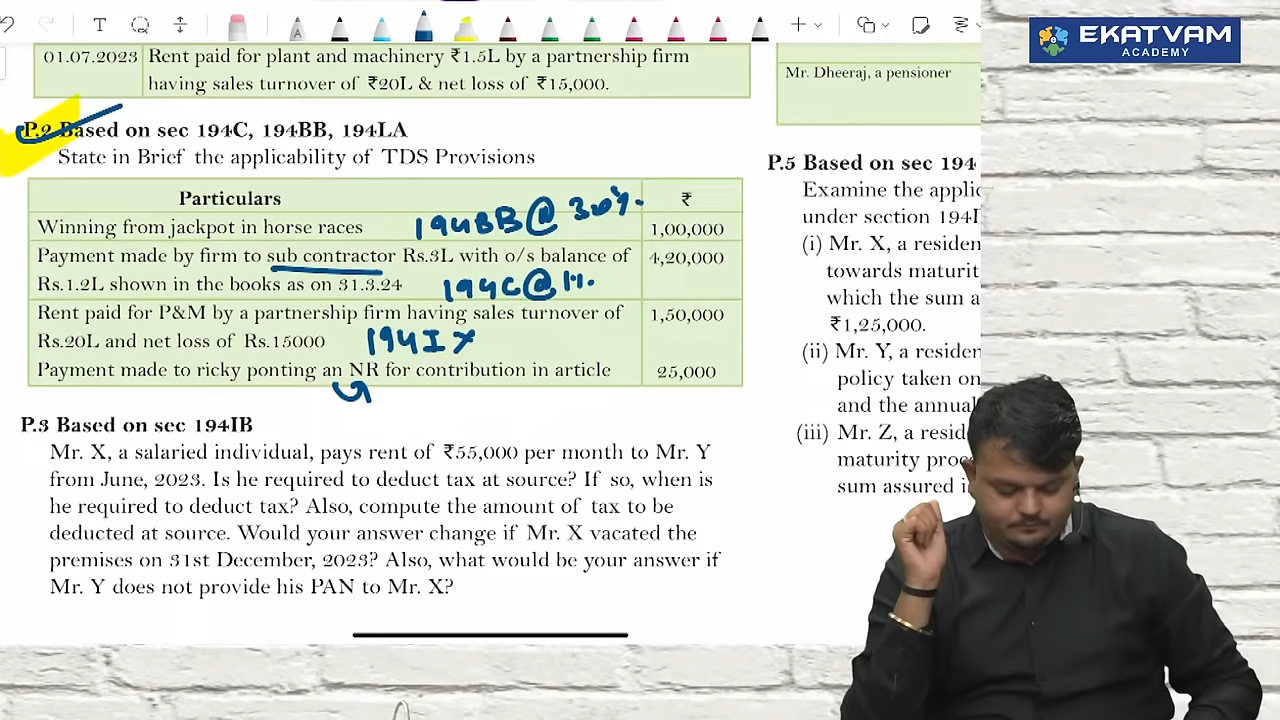 EKATVAM
ACADEMY
01.07.2023
Rent paid for plant and machinery ₹1.5L by a partnership firm
having sales turnover of ₹20L & net loss of ₹15,000.
P.2 Based on sec 194C, 194BB, 194LA
State in Brief the applicability of TDS Provisions
Particulars ₹
Winning from jackpot in horse races 194BB@ 30%. 1,00,000
Payment made by firm to sub contractor Rs.3L with o/s balance of 4,20,000
Rs.1.2L shown in the books as on 31.3.24 194C@1%.
Rent paid for P&M by a partnership firm having sales turnover of 1,50,000
Rs.20L and net loss of Rs.15000 194I x
Payment made to ricky ponting an NR for contribution in article 25,000
P.3 Based on sec 194IB
Mr. X, a salaried individual, pays rent of ₹55,000 per month to Mr. Y
from June, 2023. Is he required to deduct tax at source? If so, when is
he required to deduct tax? Also, compute the amount of tax to be
deducted at source. Would your answer change if Mr. X vacated the
premises on 31st December, 2023? Also, what would be your answer if
Mr. Y does not provide his PAN to Mr. X?
Mr. Dheeraj, a pensioner
P.5 Based on sec 194
Examine the applic
under section 194I
(i) Mr. X, a residen
towards maturit
which the sum a
₹1,25,000.
(ii) Mr. Y, a residen
policy taken on
and the annual
(iii) Mr. Z, a resid
maturity proc
sum assured i